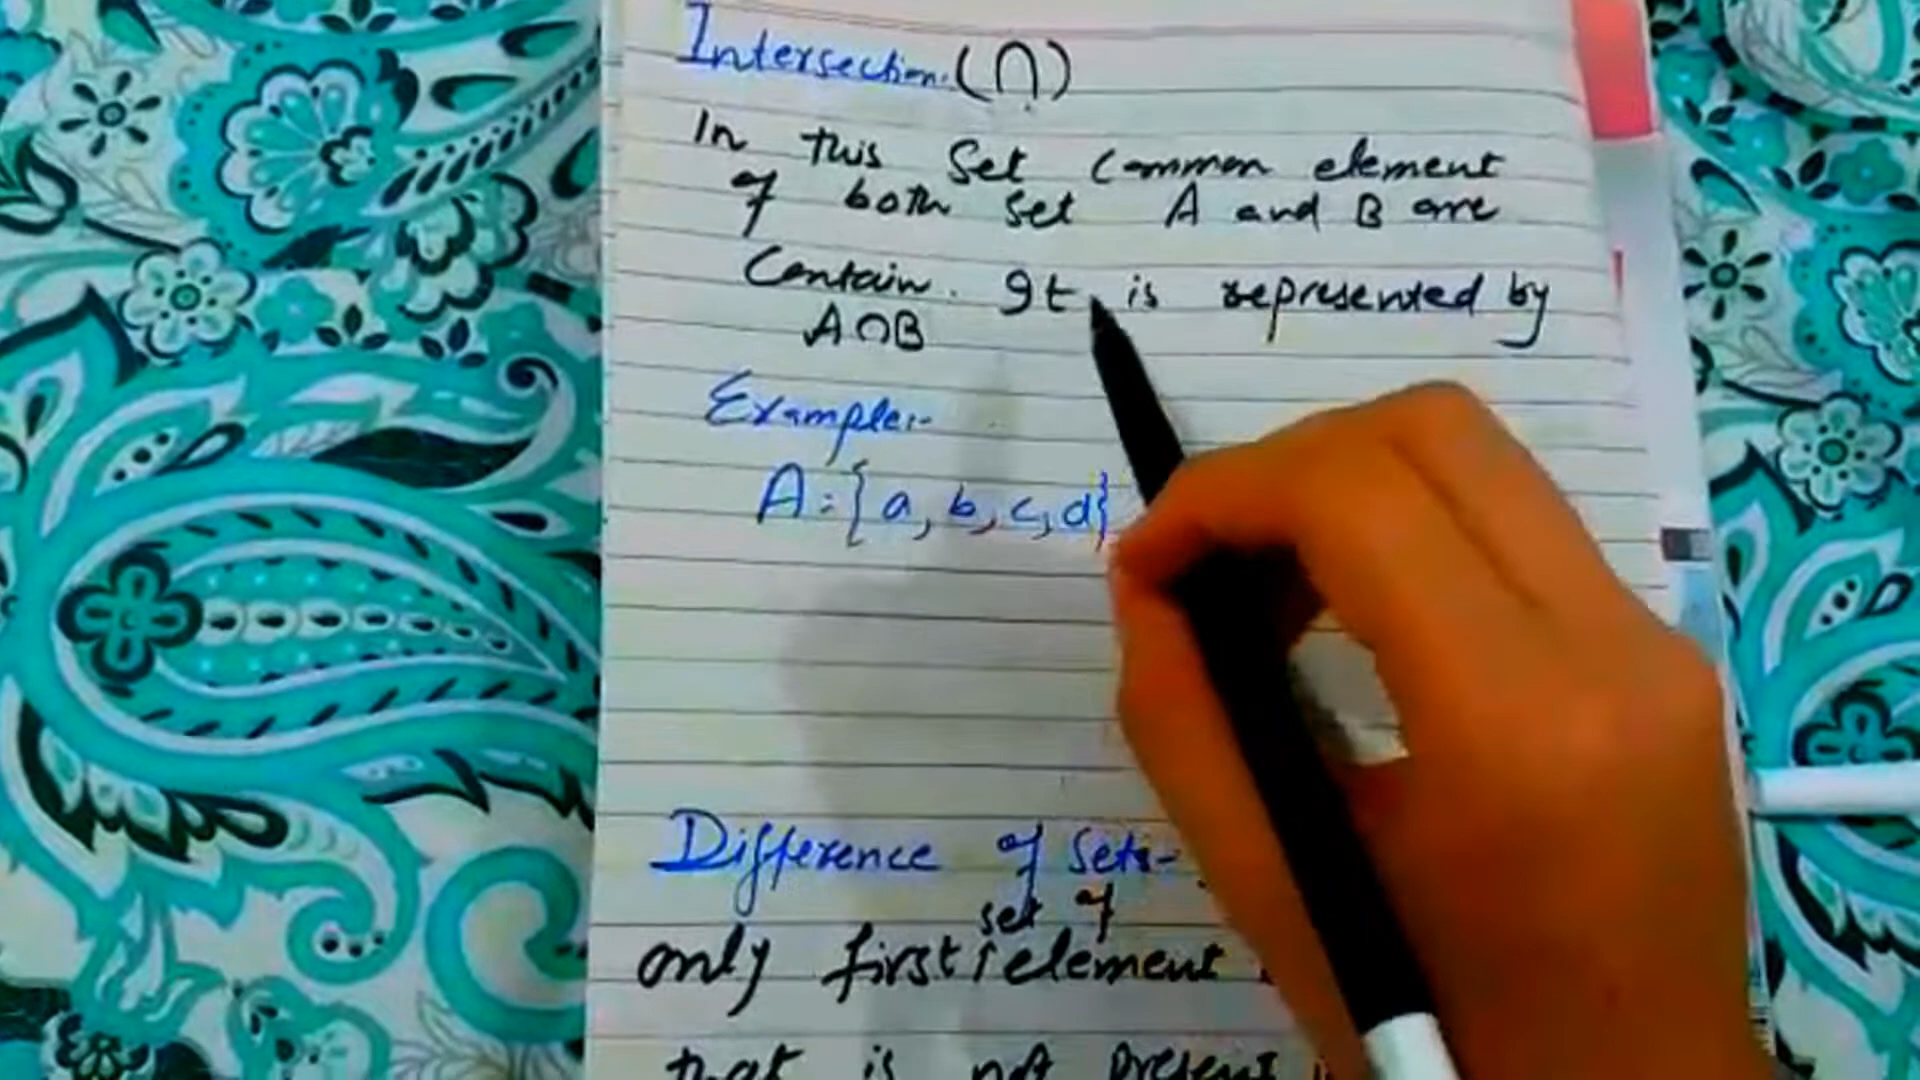 Intersection:(∩)
In this Set Common element
of both set A and B are
Contain. It is represented by
A∩B
Example:-
A={a, b, c, d}
Difference of Sets-
set of
only first element
that is not present